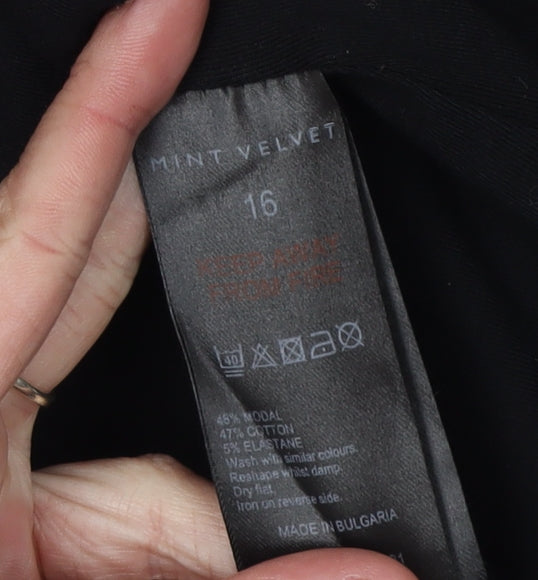 MINT VELVET
16
KEEP AWAY
FROM FIRE
40
48% MODAL
47% COTTON
5% ELASTANE
Wash with similar colours.
Reshape whilst damp.
Dry flat.
Iron on reverse side.
MADE IN BULGARIA